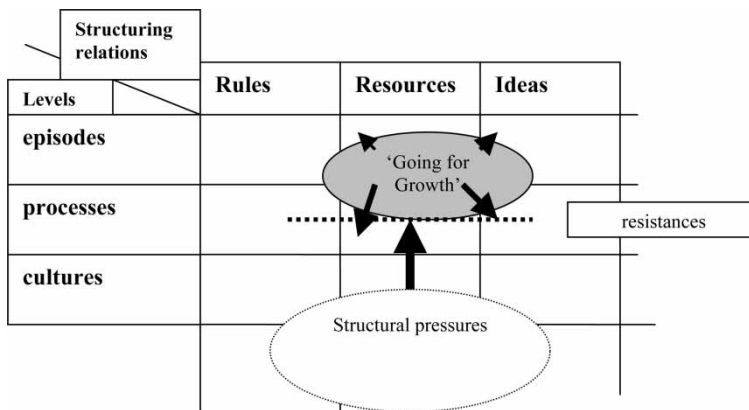 Structuring
relations
Levels
Rules
Resources
Ideas
episodes
‘Going for
Growth’
processes
resistances
cultures
Structural pressures